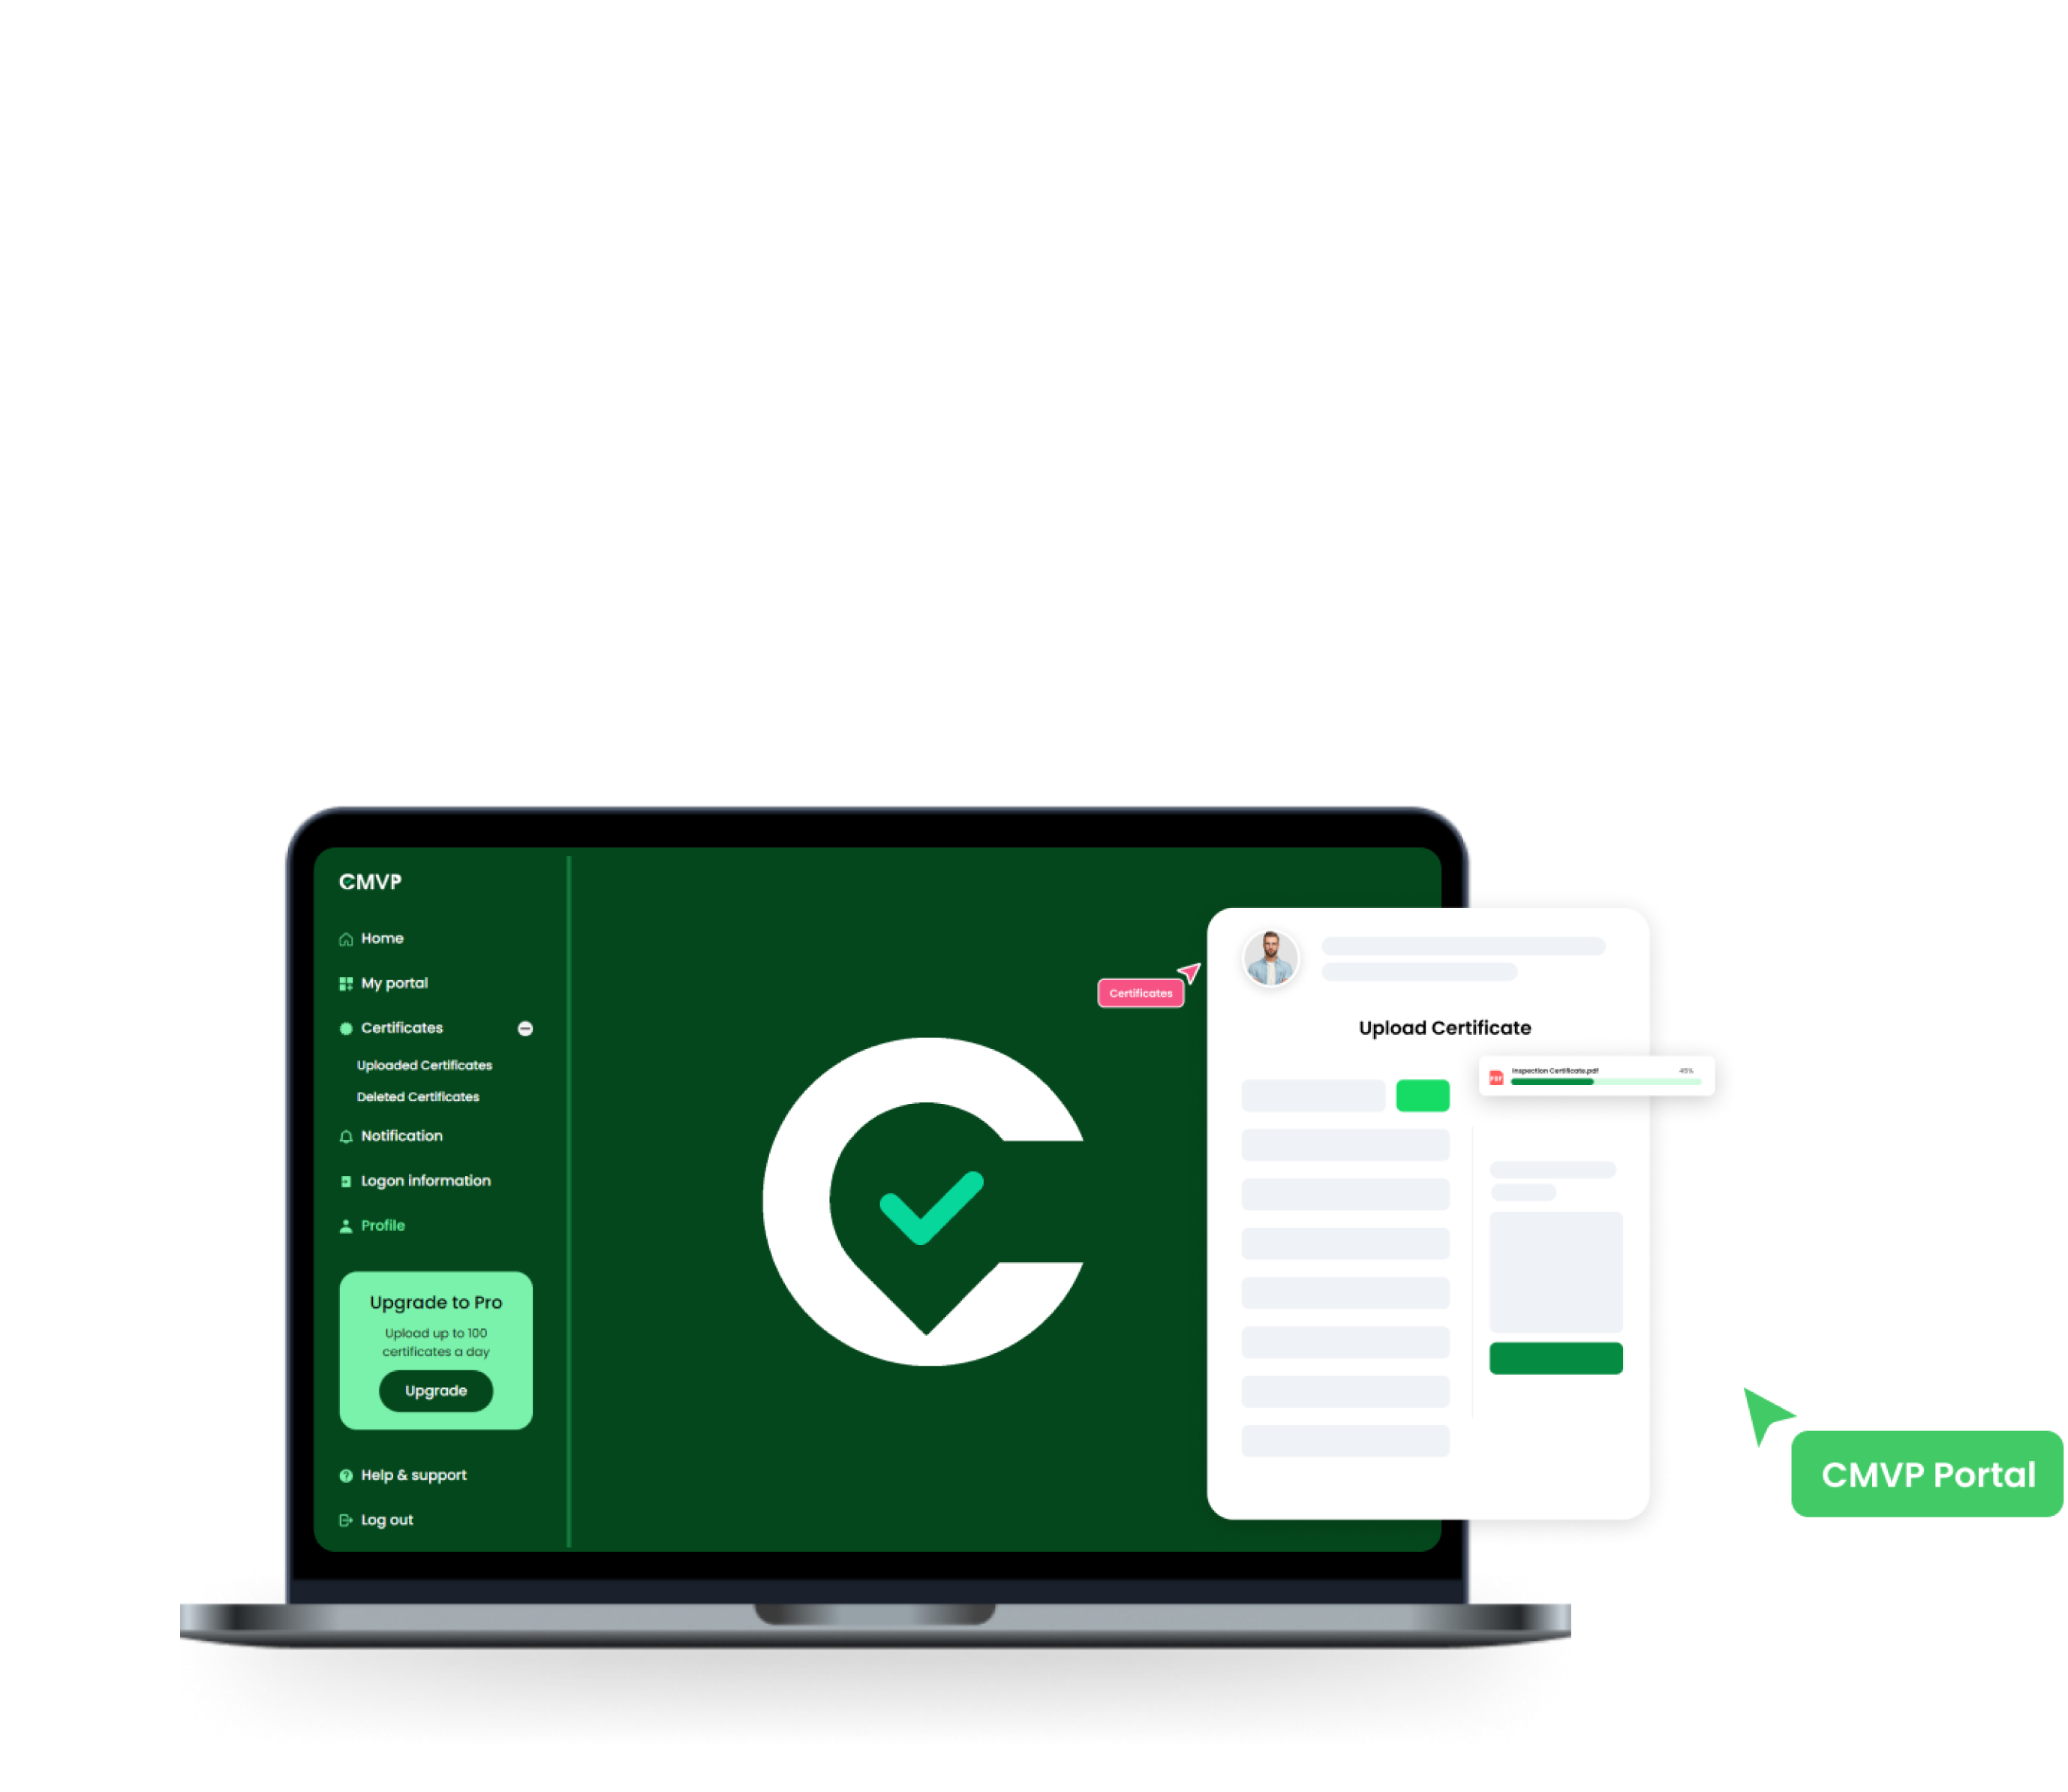 CMVP
Home
My portal
Certificates
Uploaded Certificates
Deleted Certificates
Notification
Logon information
Profile
Upgrade to Pro
Upload up to 100
certificates a day
Upgrade
Help & support
Log out
Certificates
Upload Certificate
PDF
Inspection Certificate.pdf
45%
CMVP Portal